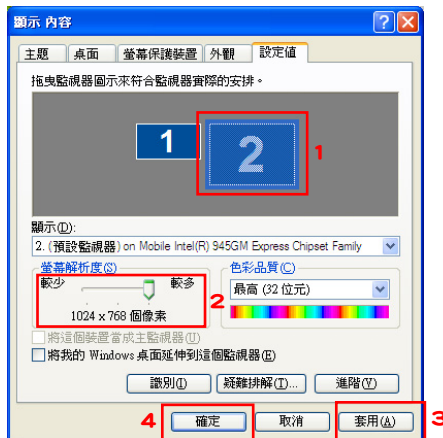 顯示 內容
主題 桌面 螢幕保護裝置 外觀 設定值
拖曳監視器圖示來符合監視器實際的安排。
1 2 1
顯示(D):
2. (預設監視器) on Mobile Intel(R) 945GM Express Chipset Family
螢幕解析度(S) 色彩品質(C)
較少 較多 2 最高 (32 位元)
1024 x 768 個像素
將這個裝置當成主監視器(U)
將我的 Windows 桌面延伸到這個監視器(E)
識別(I) 疑難排解(T)... 進階(V)
4 確定 取消 套用(A) 3